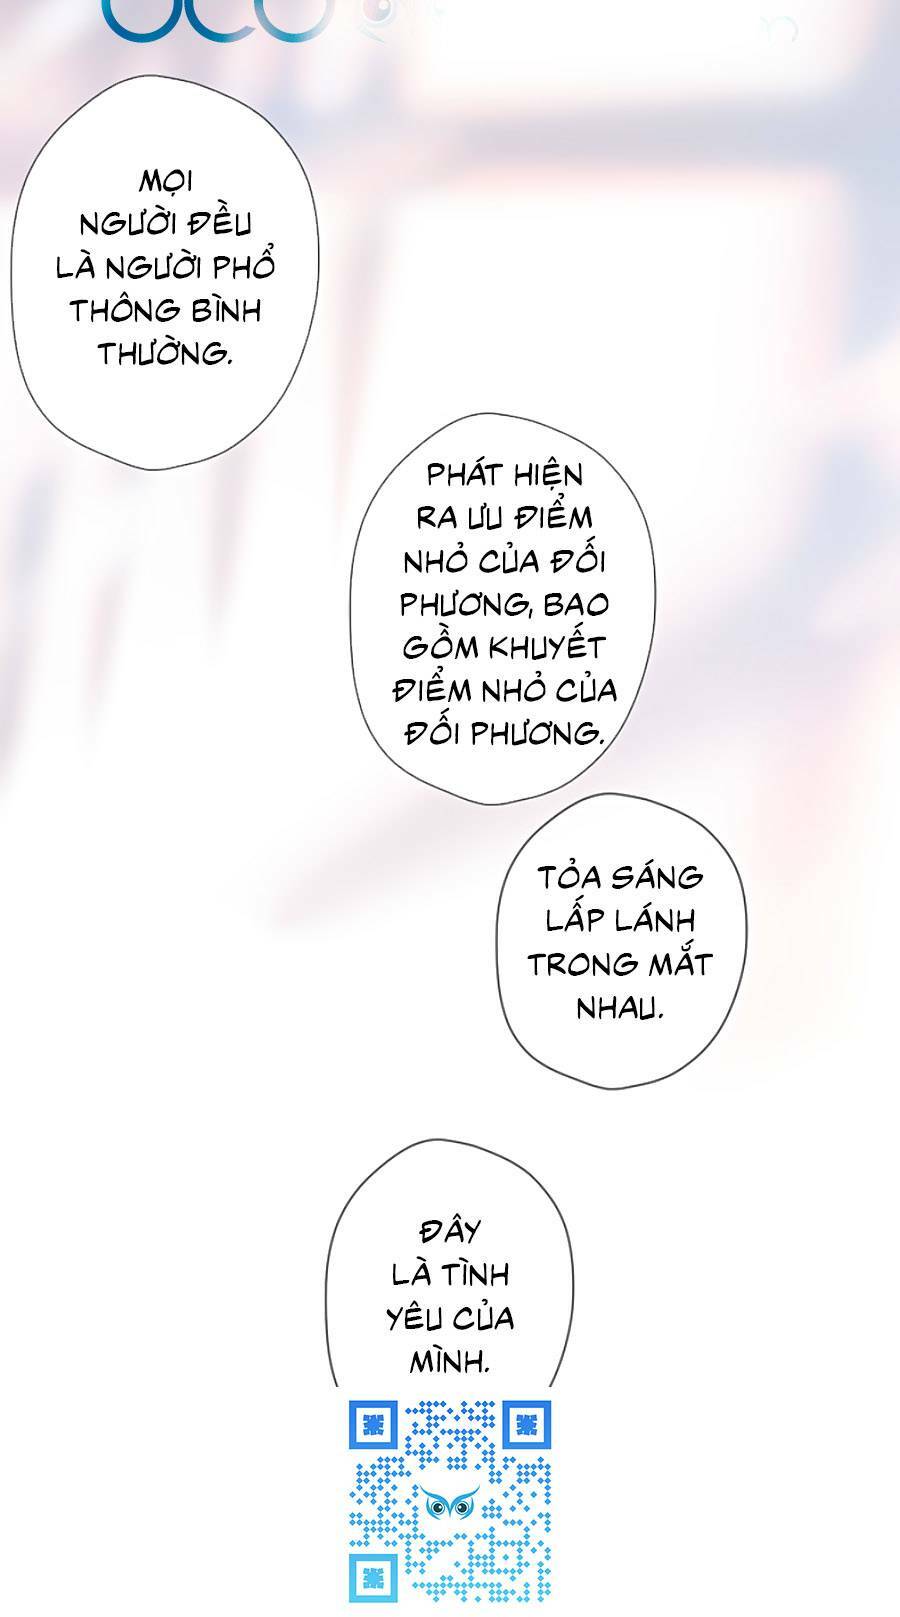 MỌI
NGƯỜI ĐỀU
LÀ NGƯỜI PHỔ
THÔNG BÌNH
THƯỜNG.
PHÁT HIỆN
RA ƯU ĐIỂM
NHỎ CỦA ĐỐI
PHƯƠNG, BAO
GỒM KHUYẾT
ĐIỂM NHỎ CỦA
ĐỐI PHƯƠNG.
TỎA SÁNG
LẤP LÁNH
TRONG MẮT
NHAU.
ĐÂY
LÀ TÌNH
YÊU CỦA
MÌNH.